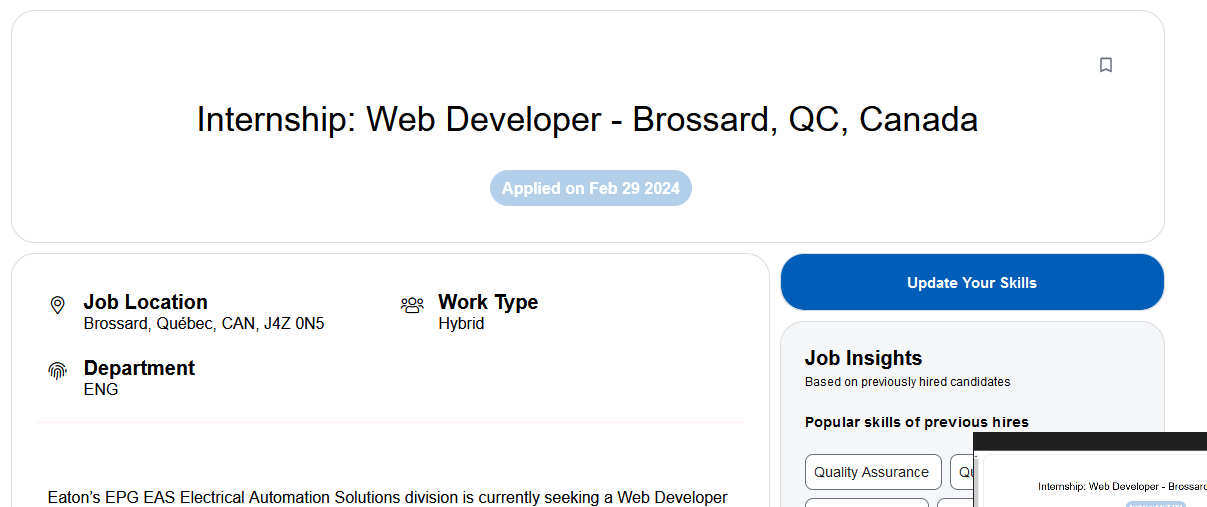 Internship: Web Developer - Brossard, QC, Canada
Applied on Feb 29 2024
Job Location
Brossard, Québec, CAN, J4Z 0N5
Work Type
Hybrid
Department
ENG
Eaton’s EPG EAS Electrical Automation Solutions division is currently seeking a Web Developer
Update Your Skills
Job Insights
Based on previously hired candidates
Popular skills of previous hires
Quality Assurance
Internship: Web Developer - Brossard